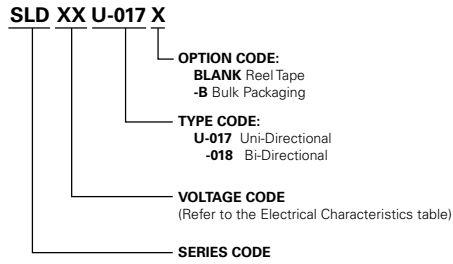 SLD XX U-017 X
OPTION CODE:
BLANK Reel Tape
-B Bulk Packaging
TYPE CODE:
U-017 Uni-Directional
-018 Bi-Directional
VOLTAGE CODE
(Refer to the Electrical Characteristics table)
SERIES CODE